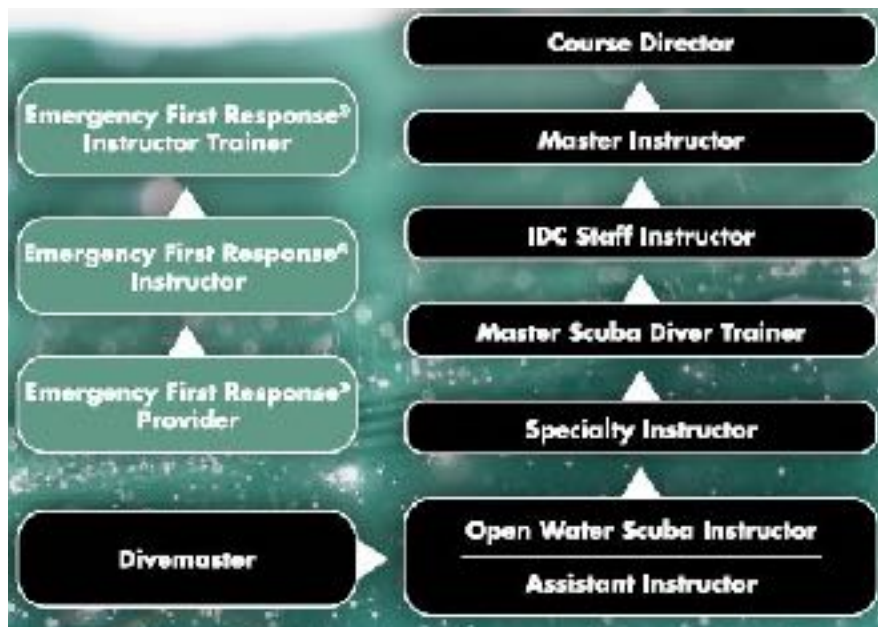 Course Director
Emergency First Response®
Instructor Trainer
Master Instructor
IDC Staff Instructor
Emergency First Response®
Instructor
Master Scuba Diver Trainer
Emergency First Response®
Provider
Specialty Instructor
Open Water Scuba Instructor
Divemaster
Assistant Instructor